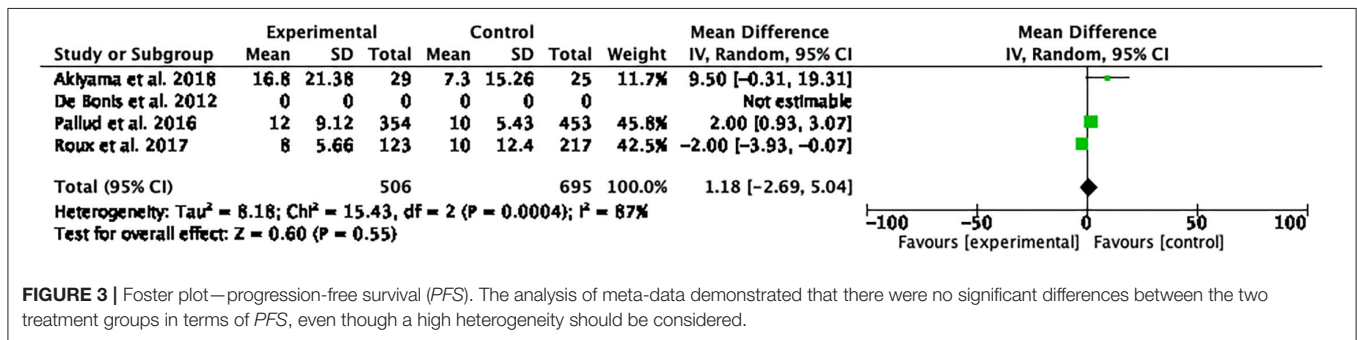 Experimental Control Mean Difference Mean Difference
Study or Subgroup Mean SD Total Mean SD Total Weight IV, Random, 95% CI IV, Random, 95% CI
Akiyama et al. 2018 16.8 21.38 29 7.3 15.26 25 11.7% 9.50 [−0.31, 19.31]
De Bonis et al. 2012 0 0 0 0 0 0 Not estimable
Pallud et al. 2016 12 9.12 354 10 5.43 453 45.8% 2.00 [0.93, 3.07]
Roux et al. 2017 8 5.66 123 10 12.4 217 42.5% −2.00 [−3.93, −0.07]
Total (95% CI) 506 695 100.0% 1.18 [−2.69, 5.04]
Heterogeneity: Tau² = 8.18; Chi² = 15.43, df = 2 (P = 0.0004); I² = 87%
Test for overall effect: Z = 0.60 (P = 0.55)
−100 −50 0 50 100
Favours [experimental] Favours [control]
FIGURE 3 | Foster plot—progression-free survival (PFS). The analysis of meta-data demonstrated that there were no significant differences between the two
treatment groups in terms of PFS, even though a high heterogeneity should be considered.